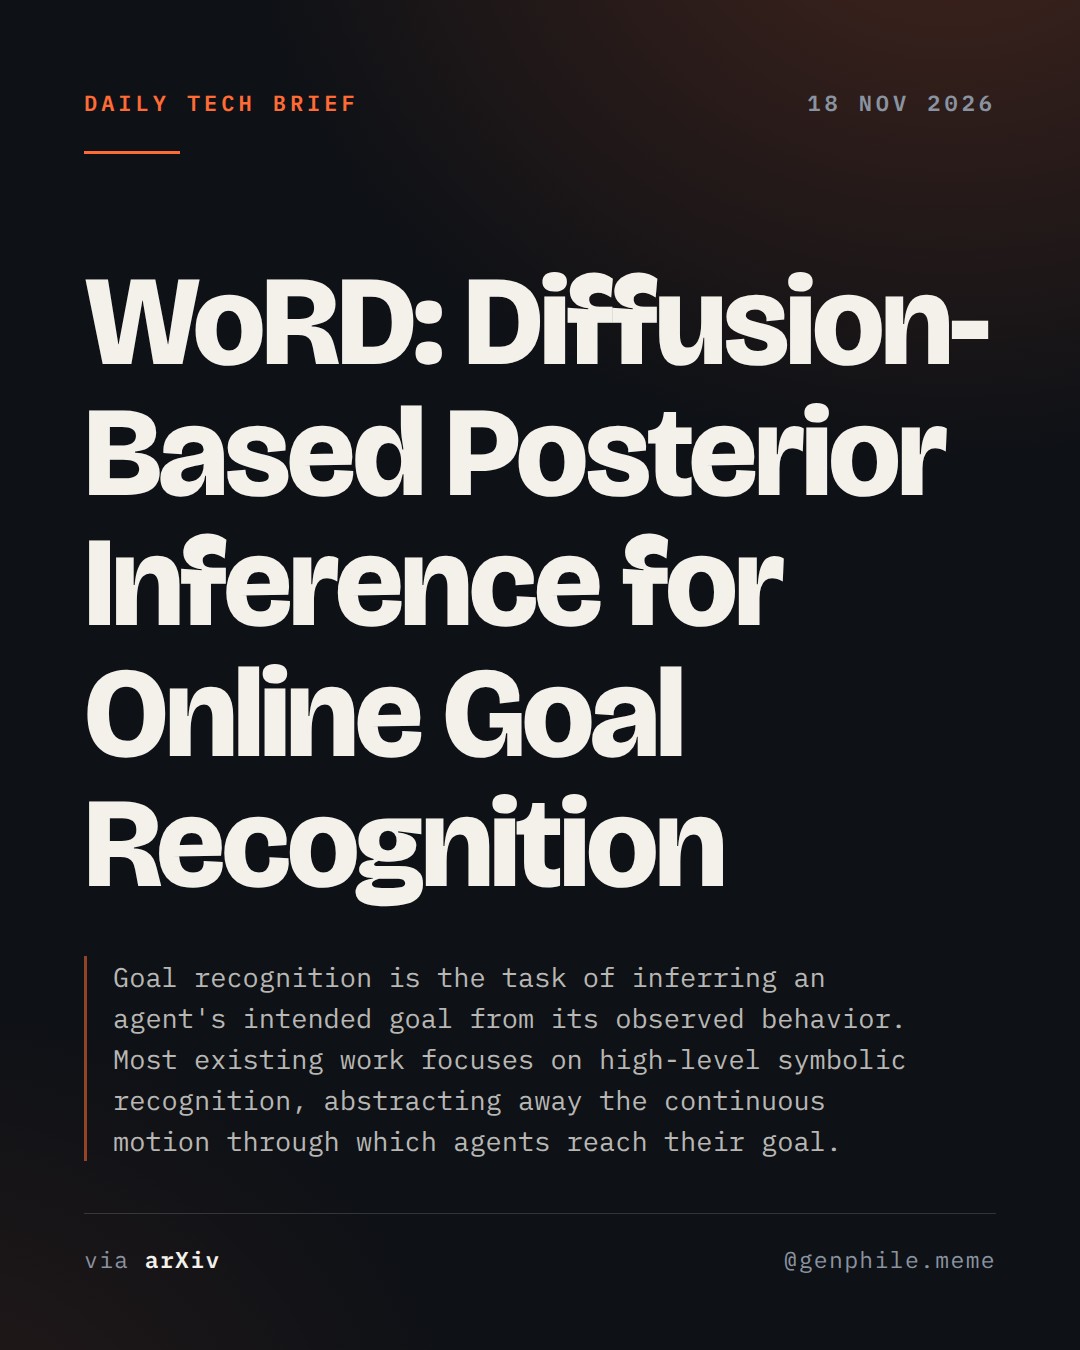 DAILY TECH BRIEF
18 NOV 2026
WoRD: Diffusion-
Based Posterior
Inference for
Online Goal
Recognition
Goal recognition is the task of inferring an
agent's intended goal from its observed behavior.
Most existing work focuses on high-level symbolic
recognition, abstracting away the continuous
motion through which agents reach their goal.
via arXiv
@genphile.meme